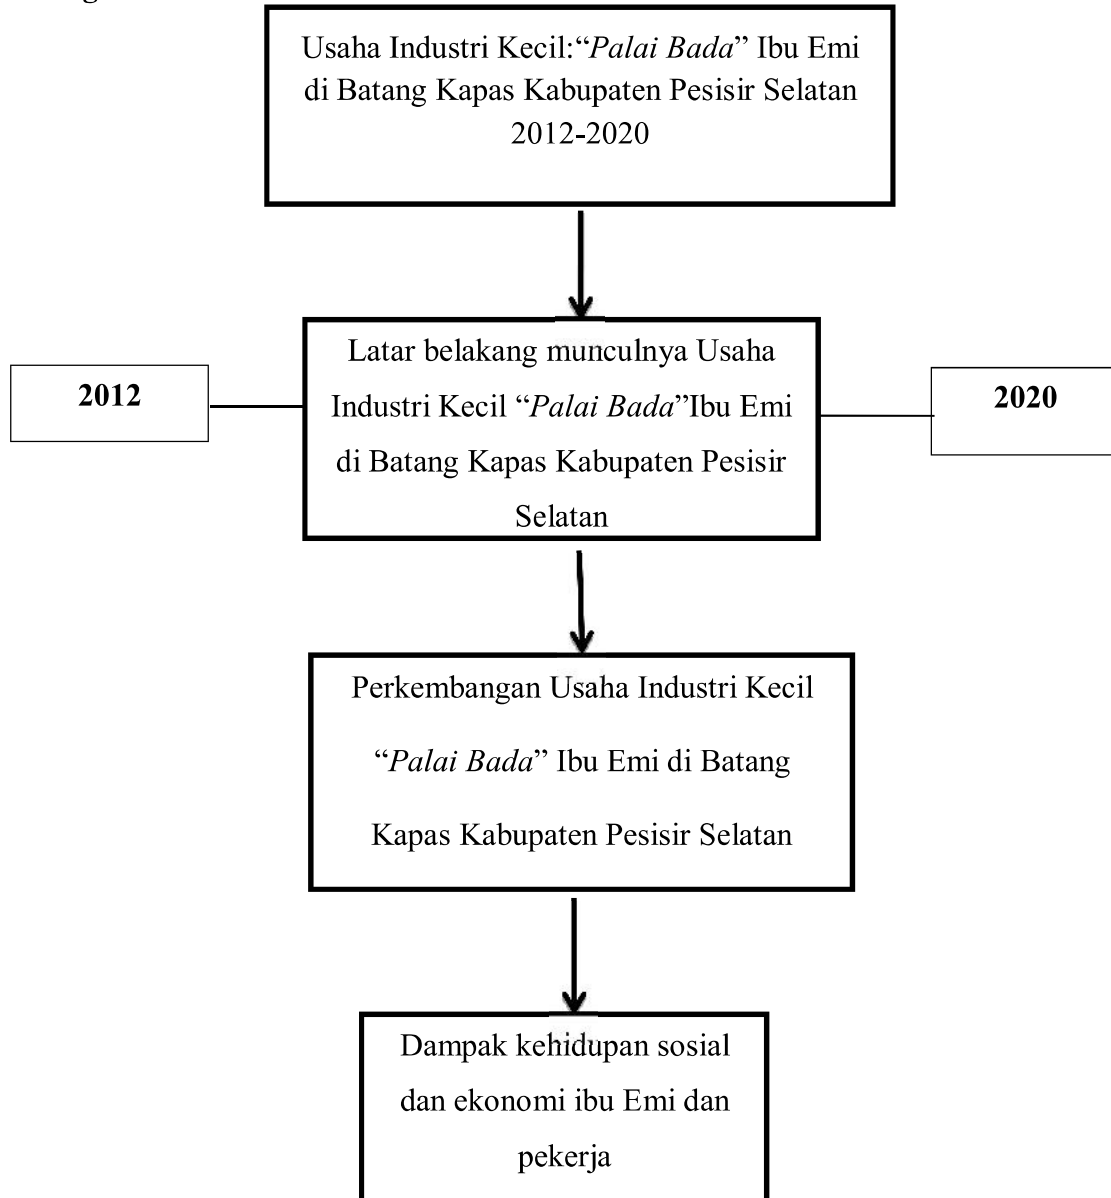 Usaha Industri Kecil:“Palai Bada” Ibu Emi
di Batang Kapas Kabupaten Pesisir Selatan
2012-2020
Latar belakang munculnya Usaha
Industri Kecil “Palai Bada”Ibu Emi
di Batang Kapas Kabupaten Pesisir
Selatan
2012
2020
Perkembangan Usaha Industri Kecil
“Palai Bada” Ibu Emi di Batang
Kapas Kabupaten Pesisir Selatan
Dampak kehidupan sosial
dan ekonomi ibu Emi dan
pekerja